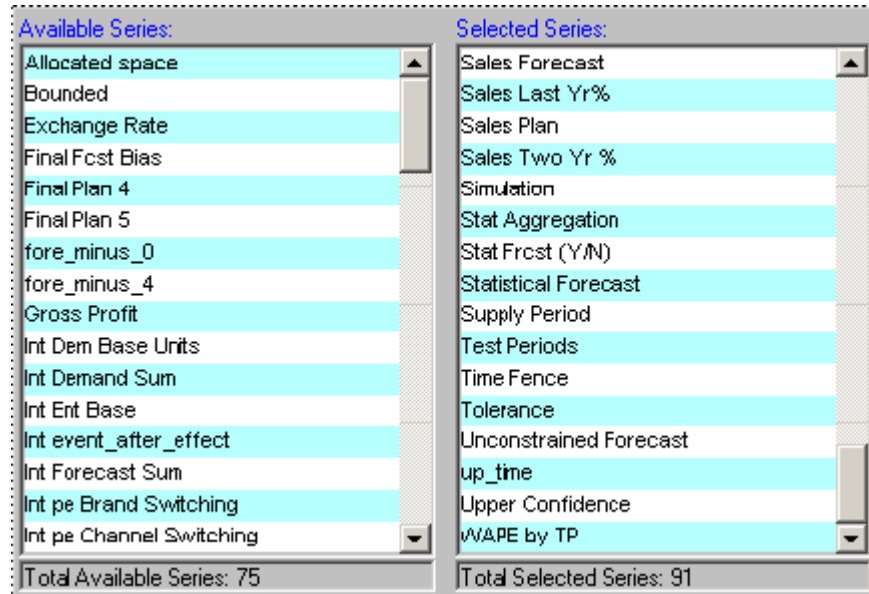 Available Series:
Allocated space
Bounded
Exchange Rate
Final Fcst Bias
Final Plan 4
Final Plan 5
fore_minus_0
fore_minus_4
Gross Profit
Int Dem Base Units
Int Demand Sum
Int Ent Base
Int event_after_effect
Int Forecast Sum
Int pe Brand Switching
Int pe Channel Switching
Total Available Series: 75
Selected Series:
Sales Forecast
Sales Last Yr%
Sales Plan
Sales Two Yr %
Simulation
Stat Aggregation
Stat Frcst (Y/N)
Statistical Forecast
Supply Period
Test Periods
Time Fence
Tolerance
Unconstrained Forecast
up_time
Upper Confidence
WAPE by TP
Total Selected Series: 91